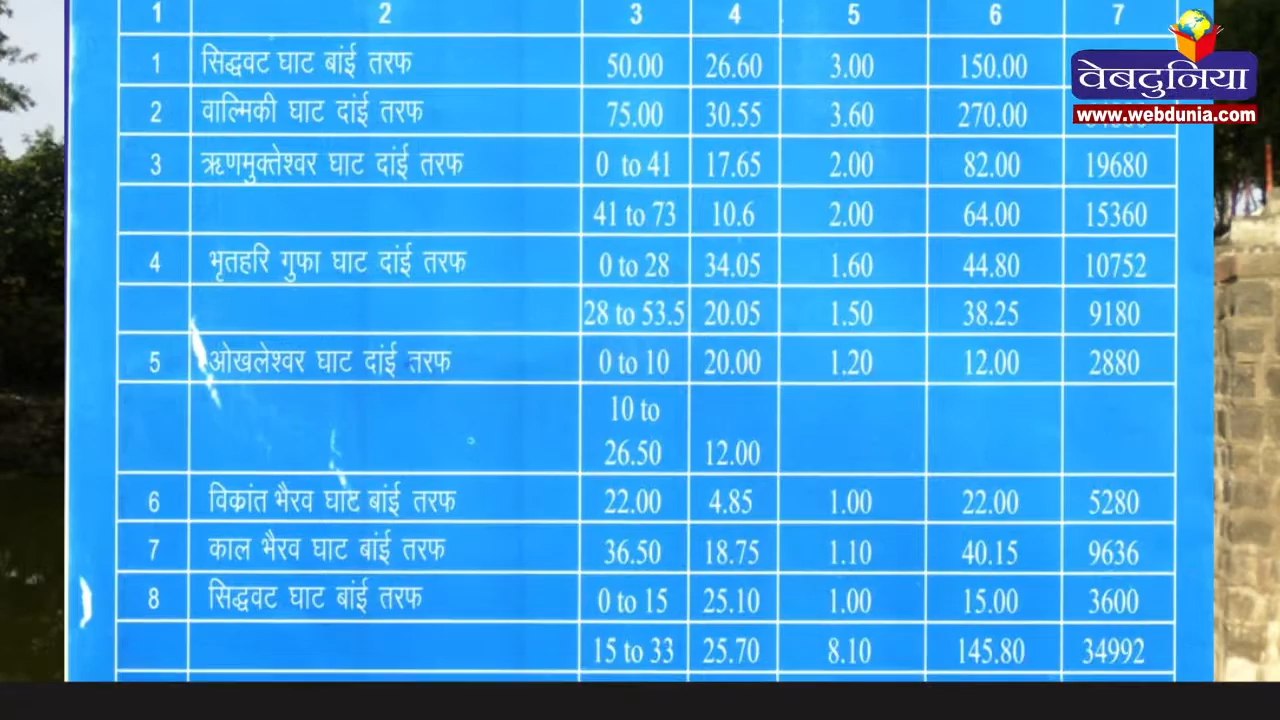 1 2 3 4 5 6 7
1 सिद्धवट घाट बांई तरफ 50.00 26.60 3.00 150.00
2 वाल्मिकी घाट दांई तरफ 75.00 30.55 3.60 270.00
3 ऋणमुक्तेश्वर घाट दांई तरफ 0 to 41 17.65 2.00 82.00 19680
41 to 73 10.6 2.00 64.00 15360
4 भृतहरि गुफा घाट दांई तरफ 0 to 28 34.05 1.60 44.80 10752
28 to 53.5 20.05 1.50 38.25 9180
5 ओखलेश्वर घाट दांई तरफ 0 to 10 20.00 1.20 12.00 2880
10 to
26.50 12.00
6 विक्रांत भैरव घाट बांई तरफ 22.00 4.85 1.00 22.00 5280
7 काल भैरव घाट बांई तरफ 36.50 18.75 1.10 40.15 9636
8 सिद्धवट घाट बांई तरफ 0 to 15 25.10 1.00 15.00 3600
15 to 33 25.70 8.10 145.80 34992
वेबदुनिया
www.webdunia.com